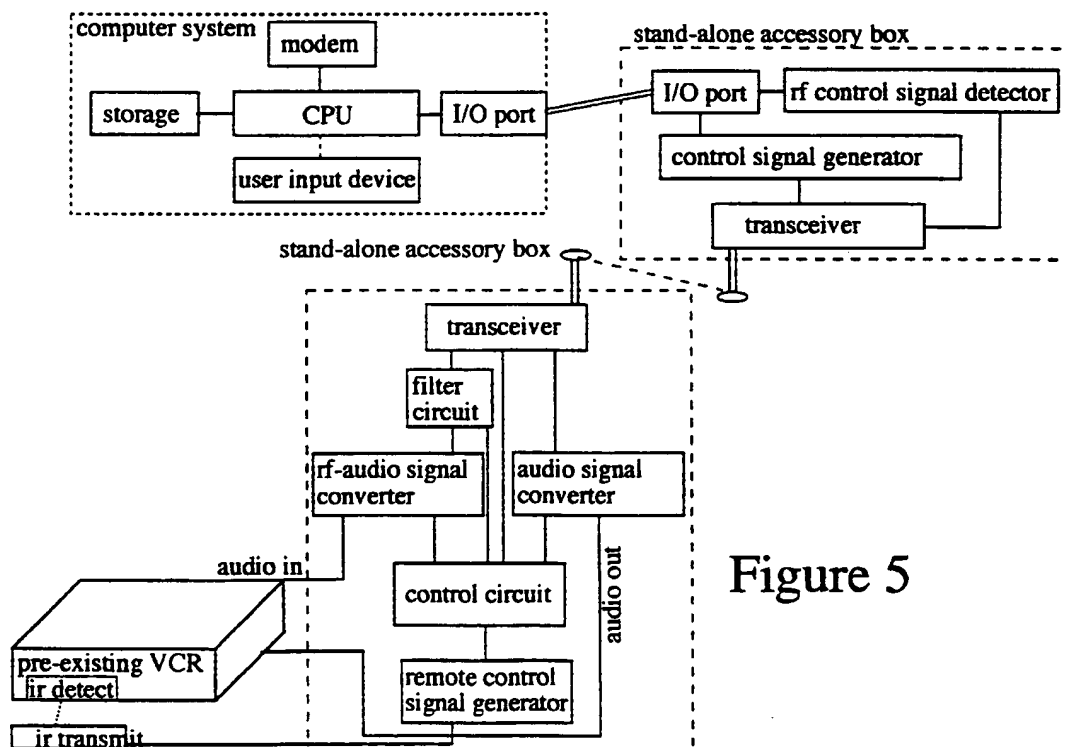 computer system
modem
storage
CPU
I/O port
user input device
stand-alone accessory box
I/O port
rf control signal detector
control signal generator
transceiver
stand-alone accessory box
transceiver
filter
circuit
rf-audio signal
converter
audio signal
converter
audio in
control circuit
audio out
Figure 5
pre-existing VCR
ir detect
remote control
signal generator
ir transmit